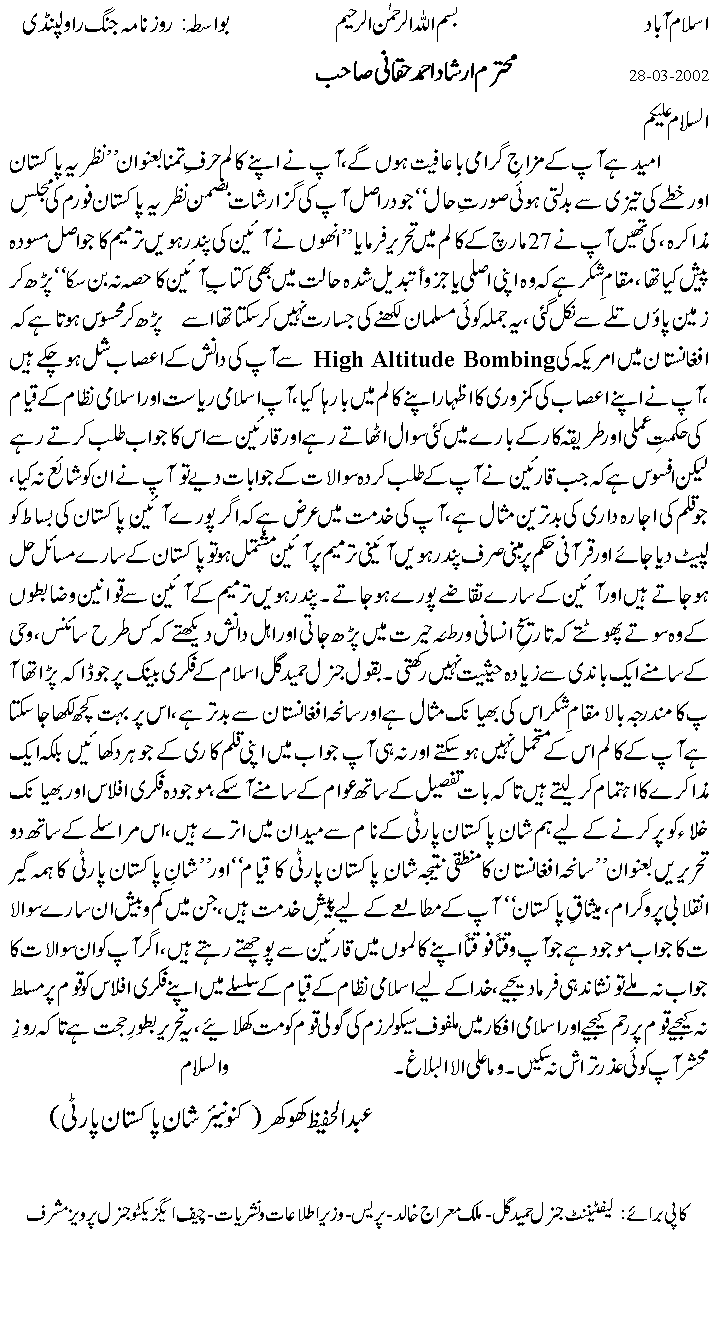 اسلام آباد بسم اللہ الرحمٰن الرحیم بواسطہ: روزنامہ جنگ راولپنڈی
28-03-2002 محترم ارشاد احمد حقانی صاحب
السلام علیکم
امید ہے آپ کے مزاجِ گرامی باعافیت ہوں گے، آپ نے اپنے کالم حرفِ تمنا بعنوان ’’نظریہ پاکستان
اور خطے کی تیزی سے بدلتی ہوئی صورتِ حال‘‘ جو دراصل آپ کی گزارشات بضمن نظریہ پاکستان فورم کی مجلسِ
مذاکرہ، کی تھیں آپ نے 27 مارچ کے کالم میں تحریر فرمایا ’’انھوں نے آئین کی پندرھویں ترمیم کا جو اصل مسودہ
پیش کیا تھا، مقامِ شکر ہے کہ وہ اپنی اصلی یا جزواً تبدیل شدہ حالت میں بھی کتابِ آئین کا حصہ نہ بن سکا‘‘ پڑھ کر
زمین پاؤں تلے سے نکل گئی، یہ جملہ کوئی مسلمان لکھنے کی جسارت نہیں کر سکتا تھا اسے پڑھ کر محسوس ہوتا ہے کہ
افغانستان میں امریکہ کی High Altitude Bombing سے آپ کی دانش کے اعصاب شل ہو چکے ہیں
، آپ نے اپنے اعصاب کی کمزوری کا اظہار اپنے کالم میں بارہا کیا، آپ اسلامی ریاست اور اسلامی نظام کے قیام
کی حکمتِ عملی اور طریقہ کار کے بارے میں کئی سوال اٹھاتے رہے اور قارئین سے اس کا جواب طلب کرتے رہے
لیکن افسوس ہے کہ جب قارئین نے آپ کے طلب کردہ سوالات کے جوابات دیے تو آپ نے ان کو شائع نہ کیا،
جو قلم کی اجارہ داری کی بدترین مثال ہے، آپ کی خدمت میں عرض ہے کہ اگر پورے آئینِ پاکستان کی بساط کو
لپیٹ دیا جائے اور قرآنی حکم پر مبنی صرف پندرھویں آئینی ترمیم پر آئین مشتمل ہو تو پاکستان کے سارے مسائل حل
ہو جاتے ہیں اور آئین کے سارے تقاضے پورے ہو جاتے۔ پندرھویں ترمیم کے آئین سے قوانین و ضابطوں
کے وہ سوتے پھوٹتے کہ تاریخِ انسانی ورطۂ حیرت میں پڑھ جاتی اور اہلِ دانش دیکھتے کہ کس طرح سائنس، وحی
کے سامنے ایک باندی سے زیادہ حیثیت نہیں رکھتی۔ بقول جنرل حمید گل اسلام کے فکری بینک پر جو ڈاکہ پڑا تھا آ
پ کا مندرجہ بالا مقامِ شکر اس کی بھیانک مثال ہے اور سانحہ افغانستان سے بدتر ہے، اس پر بہت کچھ لکھا جا سکتا
ہے آپ کے کالم اس کے متحمل نہیں ہو سکتے اور نہ ہی آپ جواب میں اپنی قلم کاری کے جوہر دکھائیں بلکہ ایک
مذاکرے کا اہتمام کر لیتے ہیں تاکہ بات تفصیل کے ساتھ عوام کے سامنے آسکے، موجودہ فکری افلاس اور بھیانک
خلاء کو پر کرنے کے لیے ہم شانِ پاکستان پارٹی کے نام سے میدان میں اترے ہیں، اس مراسلے کے ساتھ دو
تحریریں بعنوان ’’سانحہ افغانستان کا منطقی نتیجہ شانِ پاکستان پارٹی کا قیام‘‘ اور ’’شانِ پاکستان پارٹی کا ہمہ گیر
انقلابی پروگرام، میثاقِ پاکستان‘‘ آپ کے مطالعے کے لیے پیشِ خدمت ہیں، جن میں کم و بیش ان سارے سوالا
ت کا جواب موجود ہے جو آپ وقتاً فوقتاً اپنے کالموں میں قارئین سے پوچھتے رہتے ہیں، اگر آپ کو ان سوالات کا
جواب نہ ملے تو نشاندہی فرما دیجیے، خدا کے لیے اسلامی نظام کے قیام کے سلسلے میں اپنے فکری افلاس کو قوم پر مسلط
نہ کیجیے قوم پر رحم کیجیے اور اسلامی افکار میں ملفوف سیکولرزم کی گولی قوم کو مت کھلائیے، یہ تحریر بطورِ حجت ہے تاکہ روزِ
محشر آپ کوئی عذر تراش نہ سکیں۔ وما علی الا البلاغ۔ والسلام
عبدالحفیظ کھوکھر (کنوینئر شانِ پاکستان پارٹی)
کاپی برائے: لیفٹیننٹ جنرل حمید گل-ملک معراج خالد-پریس-وزیر اطلاعات و نشریات-چیف ایگزیکٹو جنرل پرویز مشرف